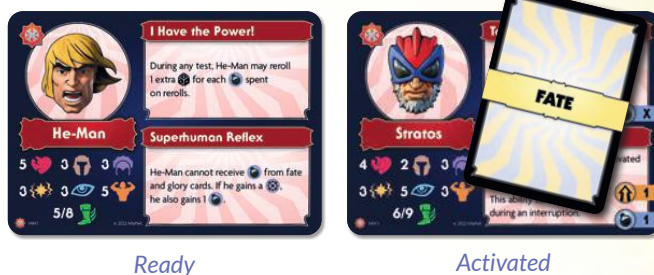 I Have the Power!
During any test, He-Man may reroll
1 extra for each spent
on rerolls.
He-Man
Superhuman Reflex
He-Man cannot receive from fate
and glory cards. If he gains a ,
he also gains 1 .
5 3 3
3 3 5
5/8
© 2022 Mattel
FATE
X
Stratos
4 2 3
3 5 3
6/9
This ability
during an interruption.
1
1
Ready
Activated